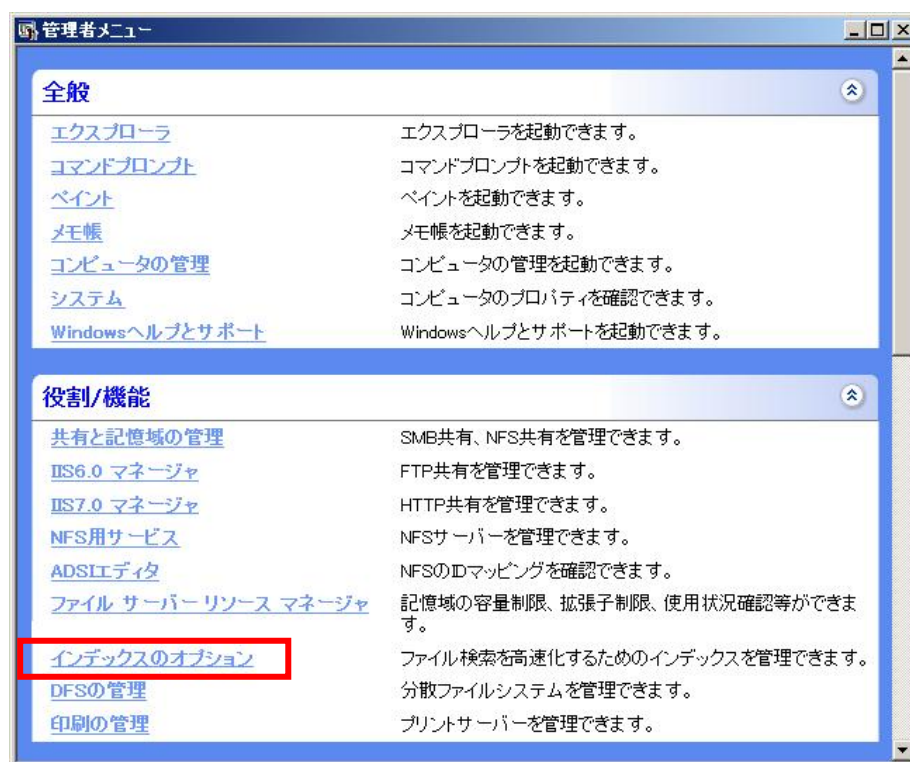 管理者メニュー
全般
エクスプローラ エクスプローラを起動できます。
コマンドプロンプト コマンドプロンプトを起動できます。
ペイント ペイントを起動できます。
メモ帳 メモ帳を起動できます。
コンピュータの管理 コンピュータの管理を起動できます。
システム コンピュータのプロパティを確認できます。
Windowsヘルプとサポート Windowsヘルプとサポートを起動できます。
役割/機能
共有と記憶域の管理 SMB共有、NFS共有を管理できます。
IIS6.0 マネージャ FTP共有を管理できます。
IIS7.0 マネージャ HTTP共有を管理できます。
NFS用サービス NFSサーバーを管理できます。
ADSIエディタ NFSのIDマッピングを確認できます。
ファイル サーバー リソース マネージャ 記憶域の容量制限、拡張子制限、使用状況確認等ができま
す。
インデックスのオプション ファイル検索を高速化するためのインデックスを管理できます。
DFSの管理 分散ファイルシステムを管理できます。
印刷の管理 プリントサーバーを管理できます。